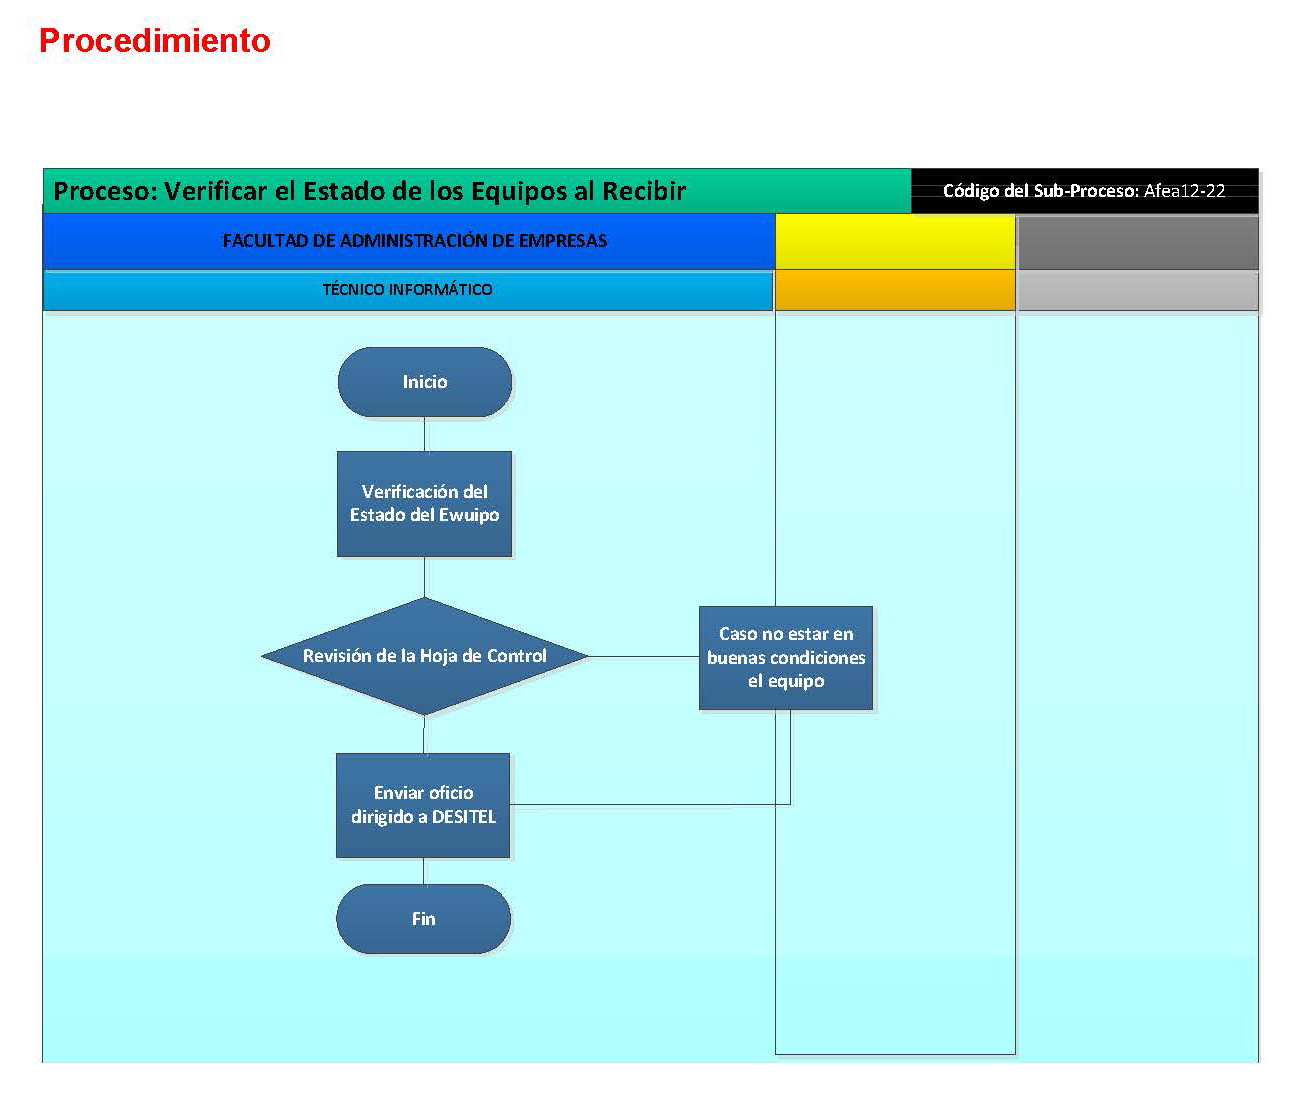 Procedimiento
Proceso: Verificar el Estado de los Equipos al Recibir
Código del Sub-Proceso: Afea12-22
FACULTAD DE ADMINISTRACIÓN DE EMPRESAS
TÉCNICO INFORMÁTICO
Inicio
Verificación del
Estado del Ewuipo
Revisión de la Hoja de Control
Caso no estar en
buenas condiciones
el equipo
Enviar oficio
dirigido a DESITEL
Fin